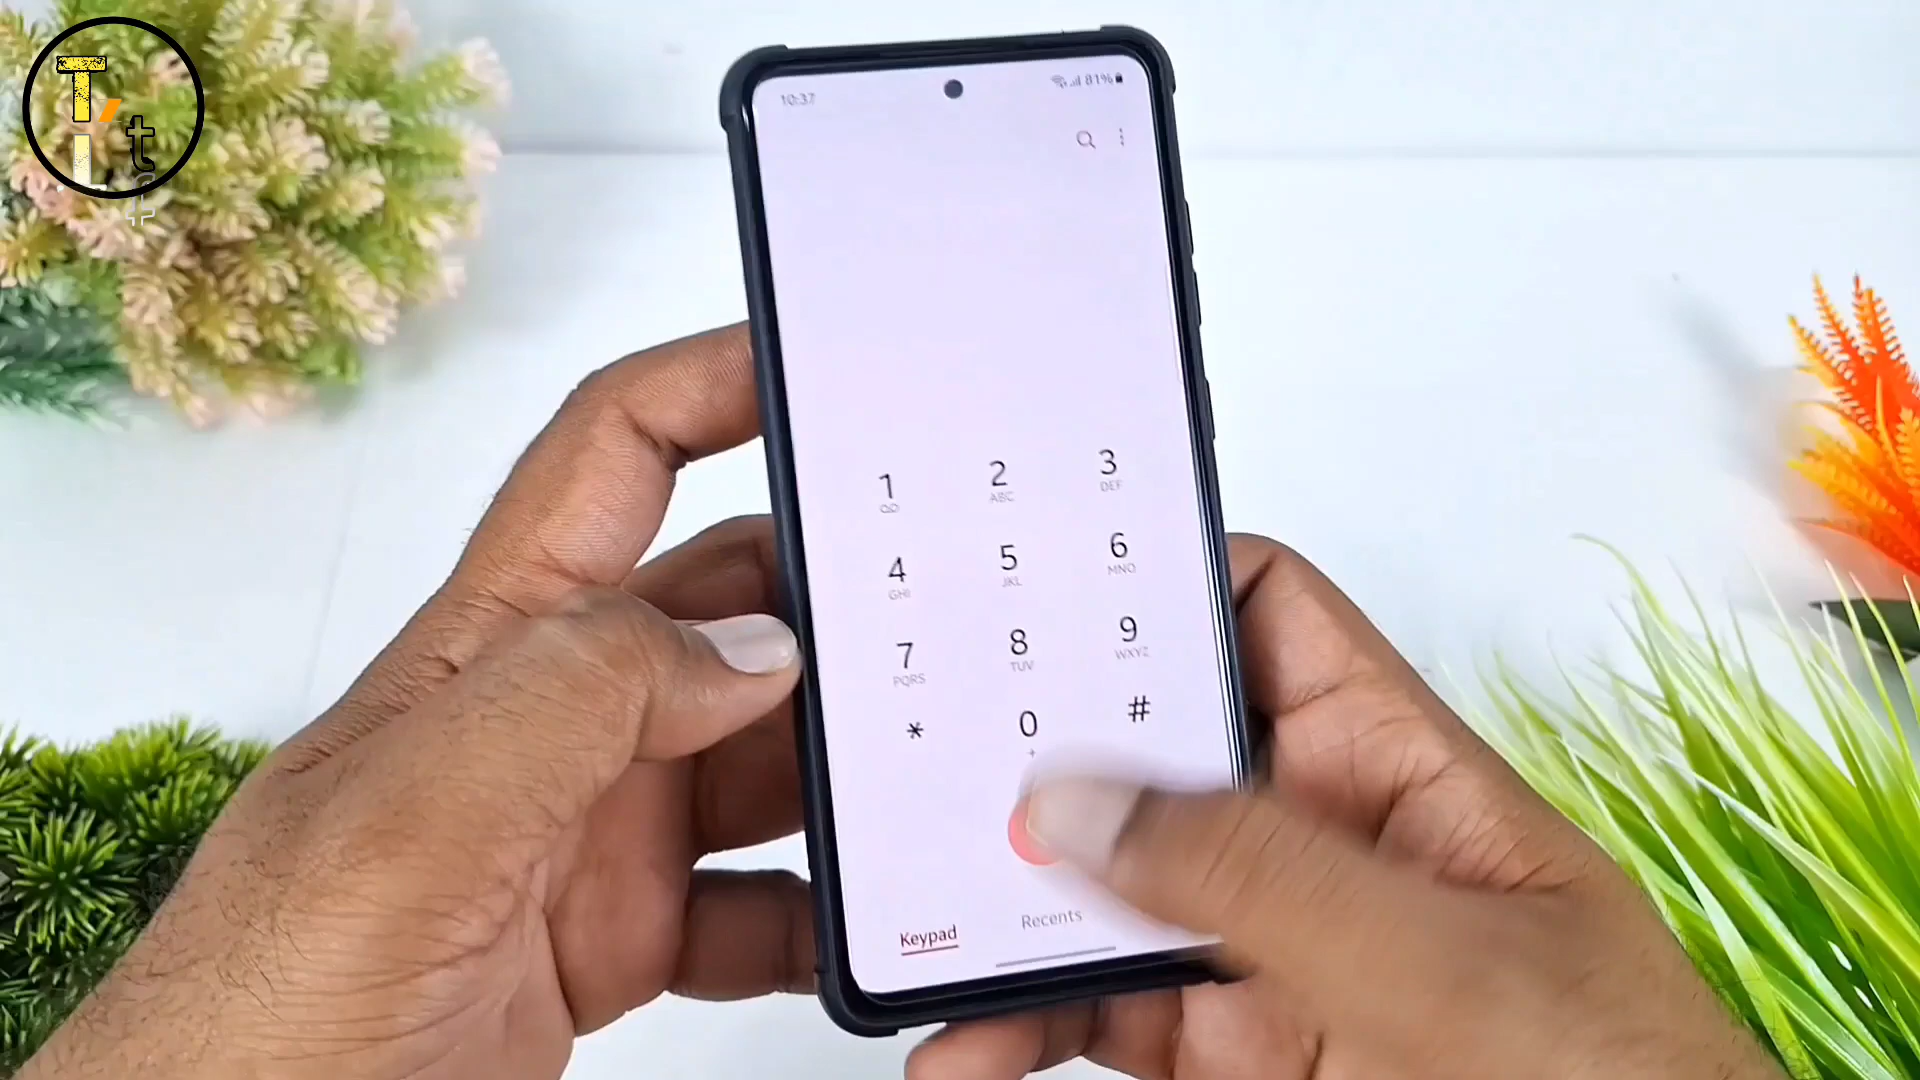 10:37
81%
1 2 3
ABC DEF
4 5 6
GHI JKL MNO
7 8 9
PQRS TUV WXYZ
* 0 #
+
Keypad Recents